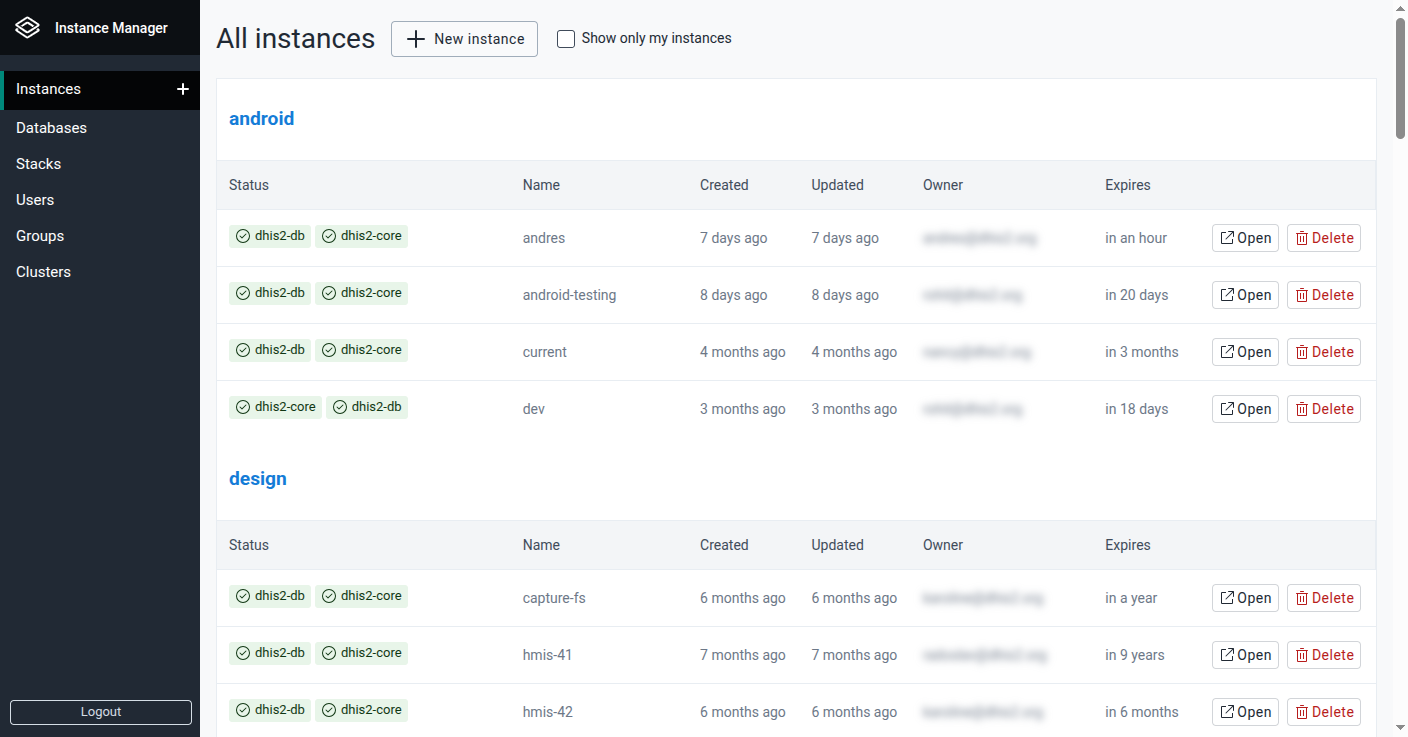 Instance Manager
Instances
Databases
Stacks
Users
Groups
Clusters
Logout
All instances New instance Show only my instances
android
Status Name Created Updated Owner Expires
dhis2-db dhis2-core andres 7 days ago 7 days ago in an hour Open Delete
dhis2-db dhis2-core android-testing 8 days ago 8 days ago in 20 days Open Delete
dhis2-db dhis2-core current 4 months ago 4 months ago in 3 months Open Delete
dhis2-core dhis2-db dev 3 months ago 3 months ago in 18 days Open Delete
design
Status Name Created Updated Owner Expires
dhis2-db dhis2-core capture-fs 6 months ago 6 months ago in a year Open Delete
dhis2-db dhis2-core hmis-41 7 months ago 7 months ago in 9 years Open Delete
dhis2-db dhis2-core hmis-42 6 months ago 6 months ago in 6 months Open Delete